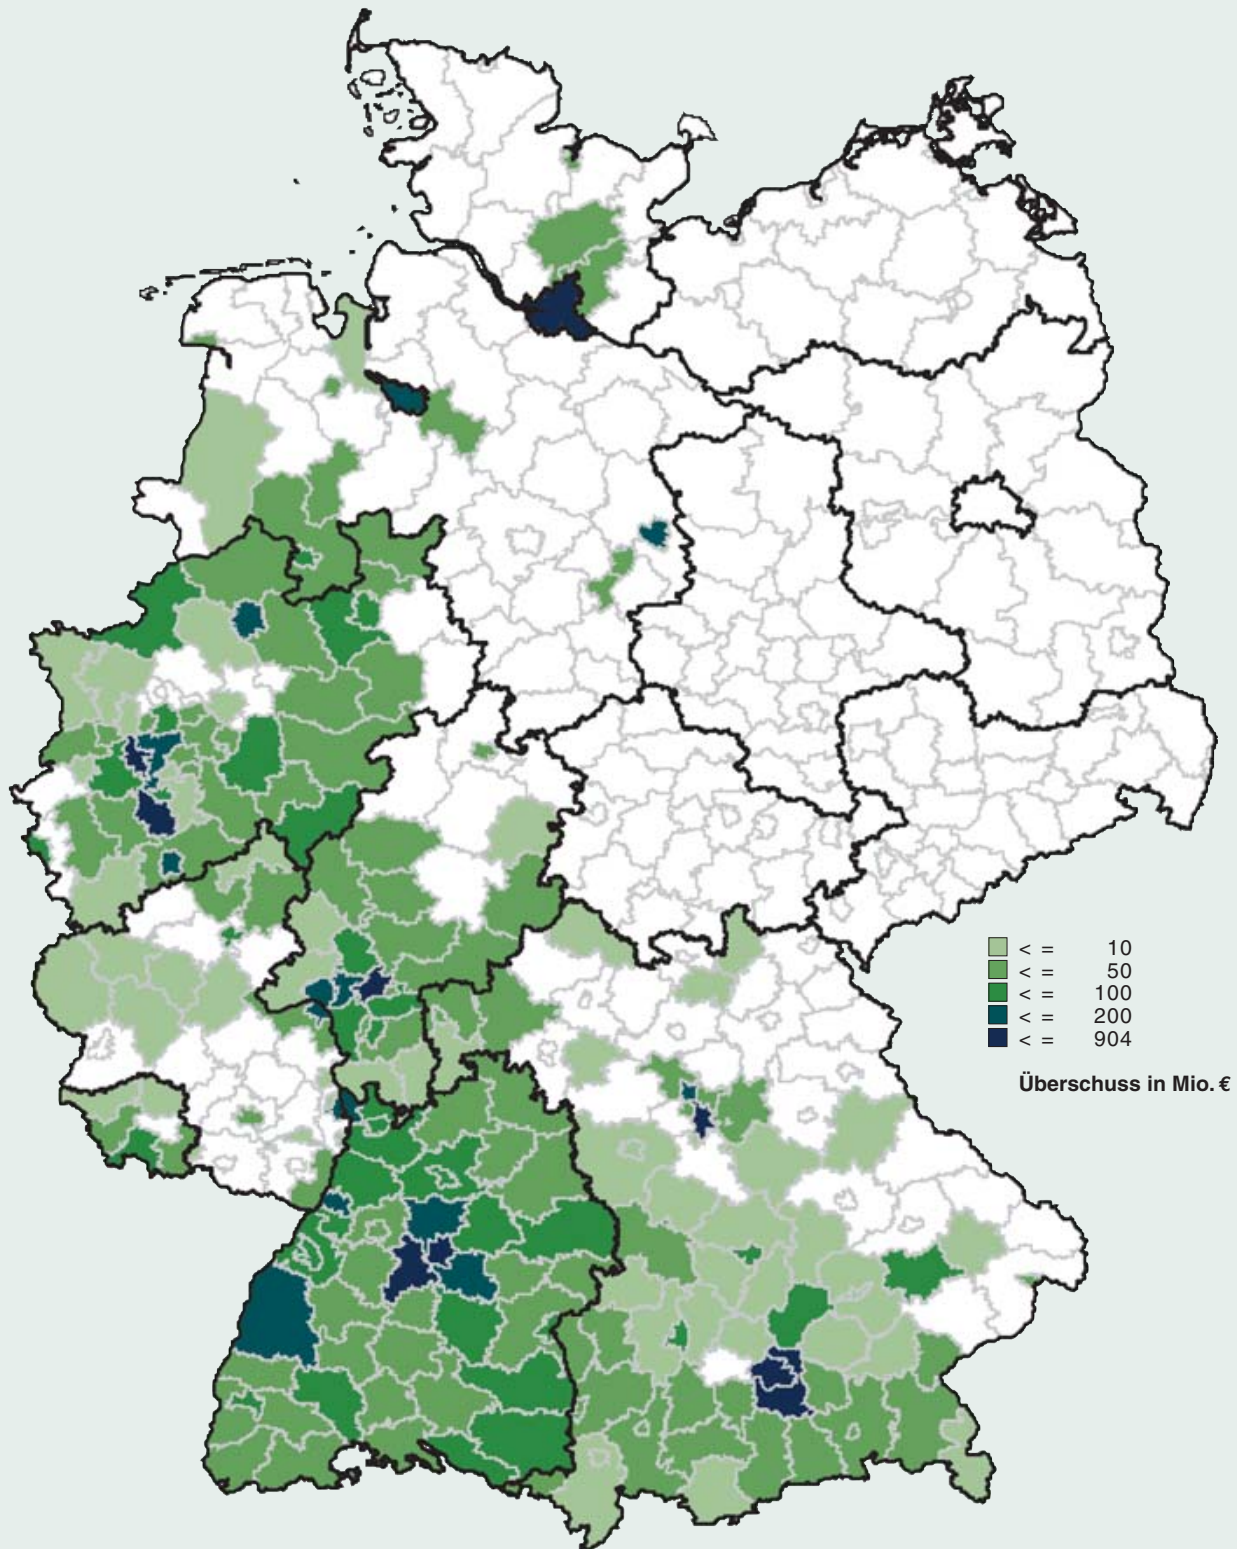 < = 10
< = 50
< = 100
< = 200
< = 904
Überschuss in Mio. €